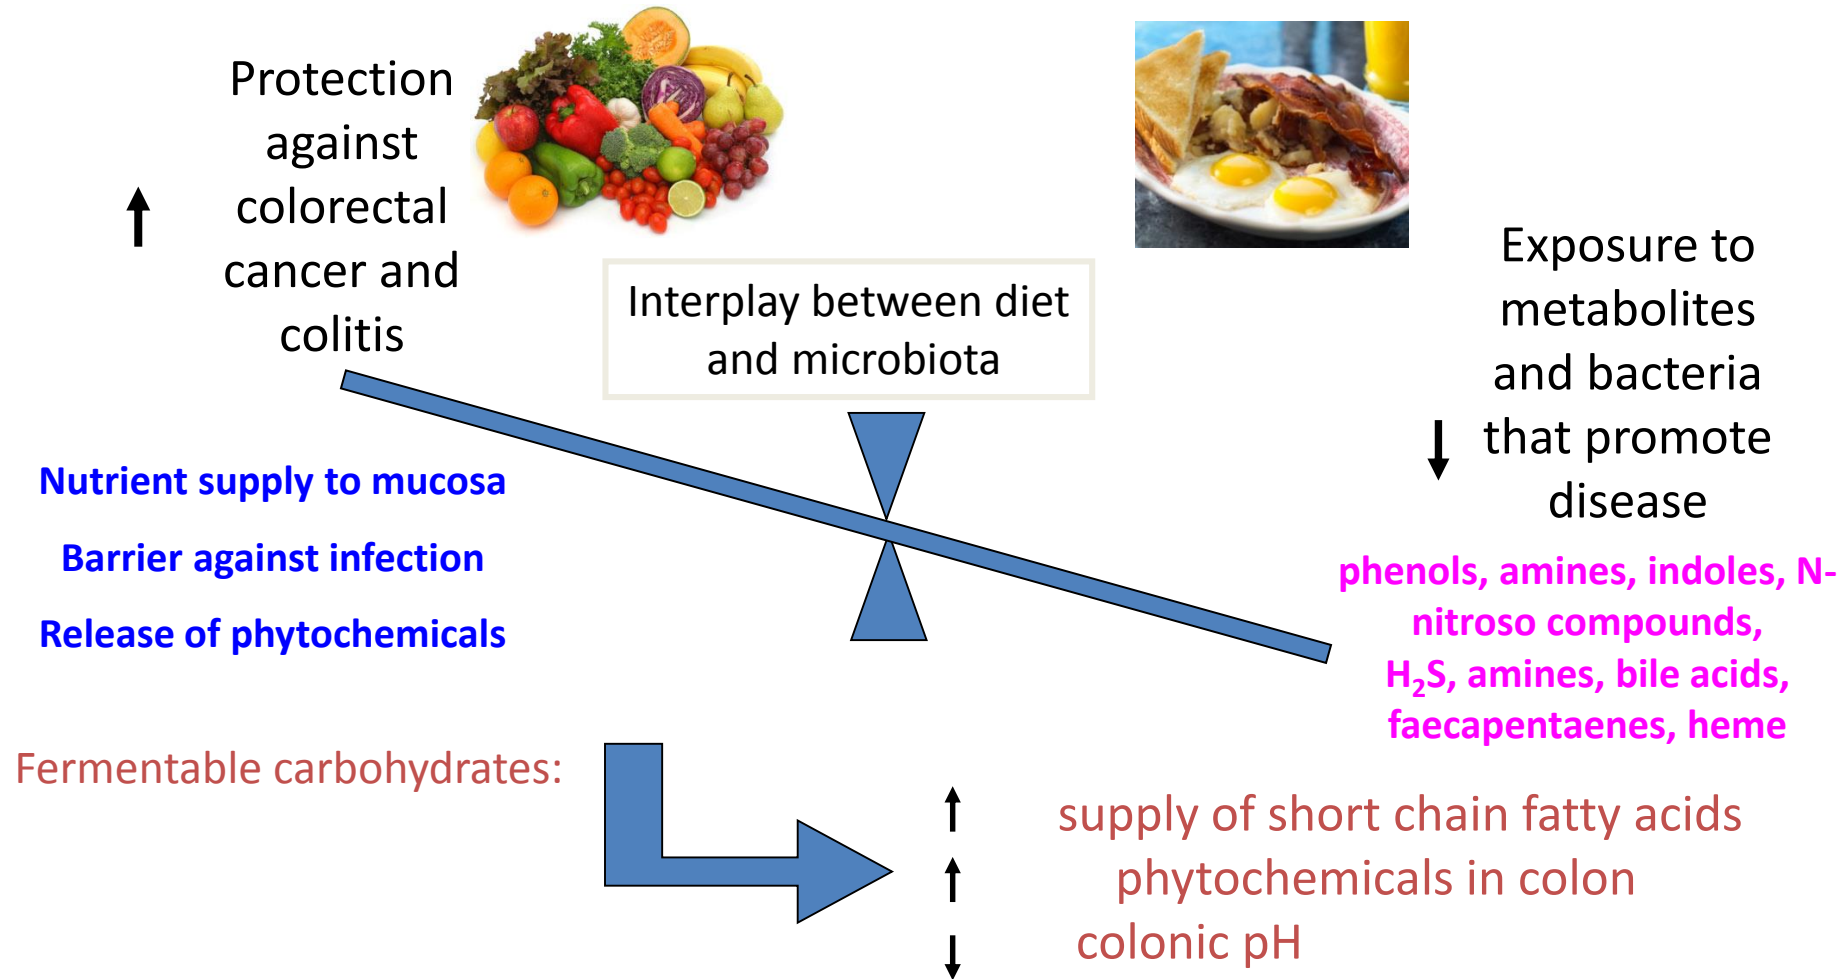 Protection
against
colorectal
cancer and
colitis
Interplay between diet
and microbiota
Exposure to
metabolites
and bacteria
that promote
disease
Nutrient supply to mucosa
Barrier against infection
Release of phytochemicals
phenols, amines, indoles, N-
nitroso compounds,
H₂S, amines, bile acids,
faecapentaenes, heme
Fermentable carbohydrates:
supply of short chain fatty acids
phytochemicals in colon
colonic pH